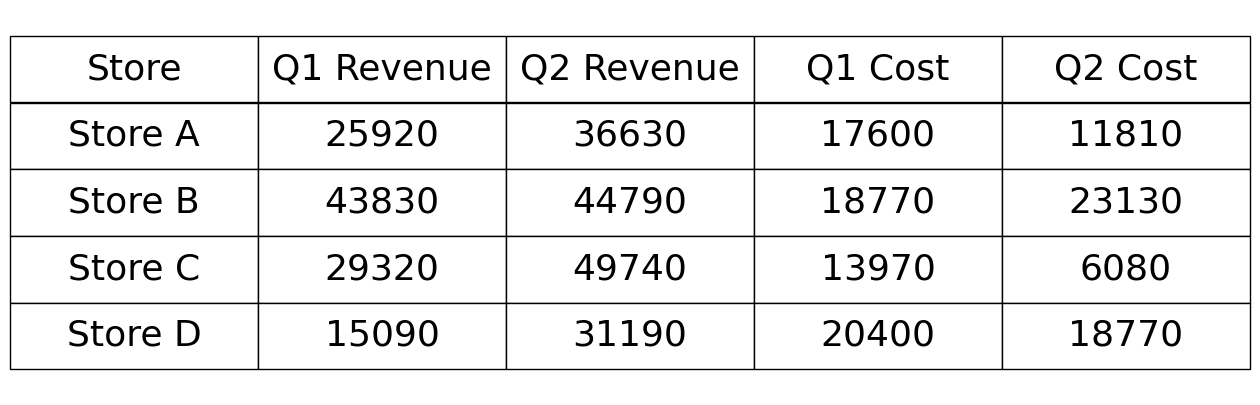 Store Q1 Revenue Q2 Revenue Q1 Cost Q2 Cost
Store A 25920 36630 17600 11810
Store B 43830 44790 18770 23130
Store C 29320 49740 13970 6080
Store D 15090 31190 20400 18770